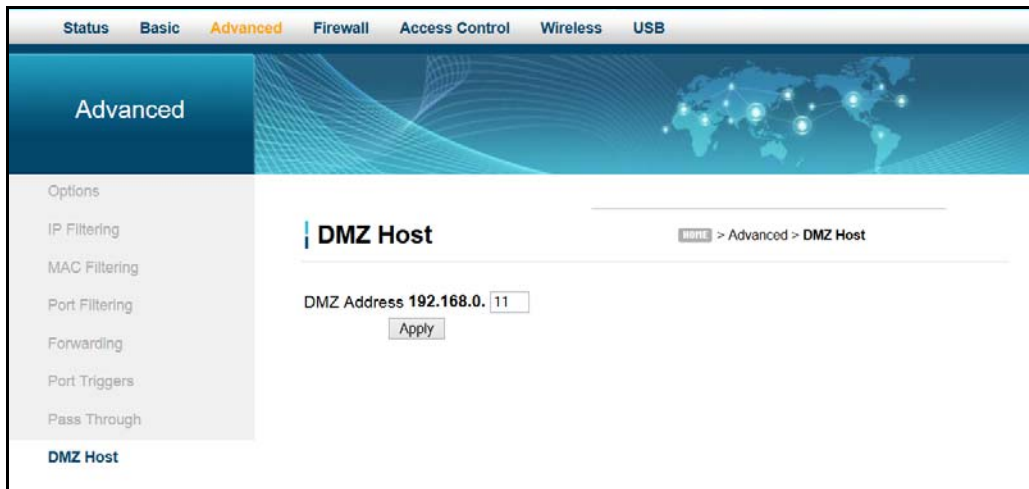 Status Basic Advanced Firewall Access Control Wireless USB
Advanced
Options
IP Filtering
MAC Filtering
Port Filtering
Forwarding
Port Triggers
Pass Through
DMZ Host
DMZ Host
HOME > Advanced > DMZ Host
DMZ Address 192.168.0. 11
Apply